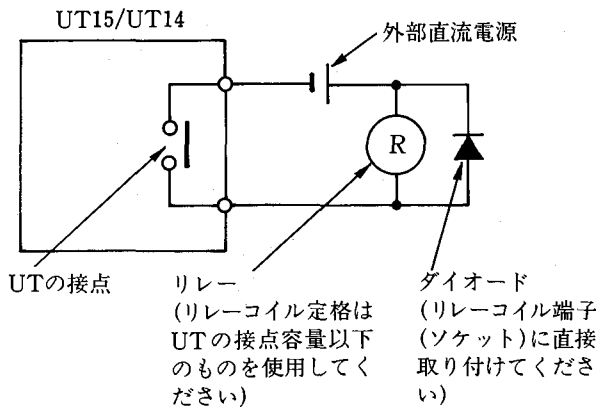 UT15/UT14
外部直流電源
R
UTの接点
リレー
(リレーコイル定格は
UTの接点容量以下
のものを使用してく
ださい)
ダイオード
(リレーコイル端子
(ソケット)に直接
取り付けてくださ
い)